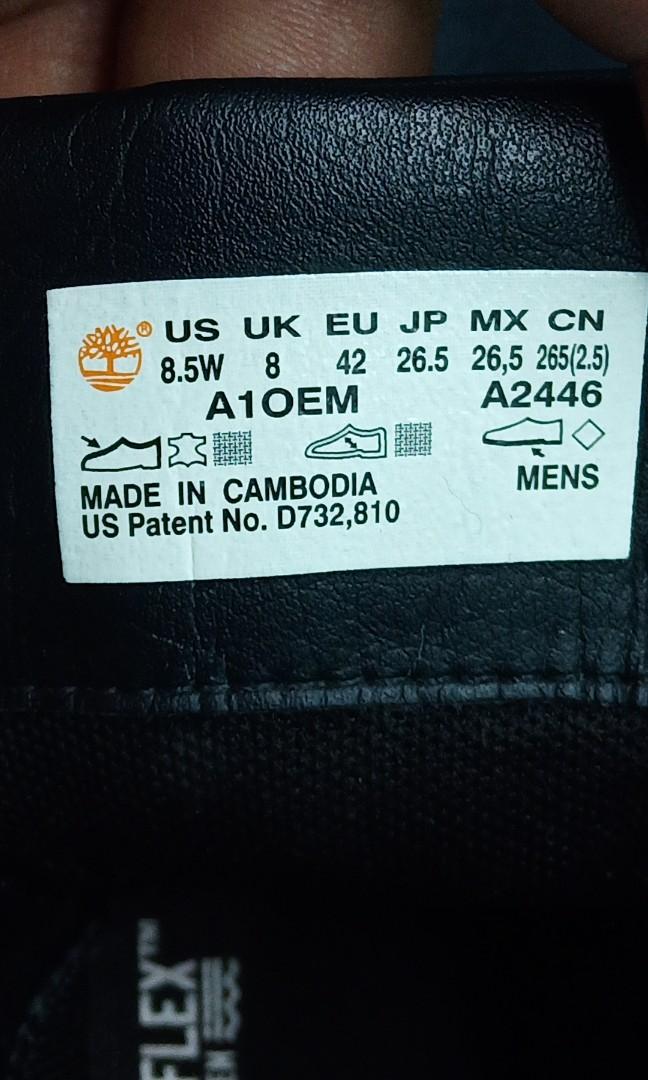 ® US UK EU JP MX CN
8.5W 8 42 26.5 26,5 265(2.5)
A1OEM A2446
MENS
MADE IN CAMBODIA
US Patent No. D732,810
FLEX™